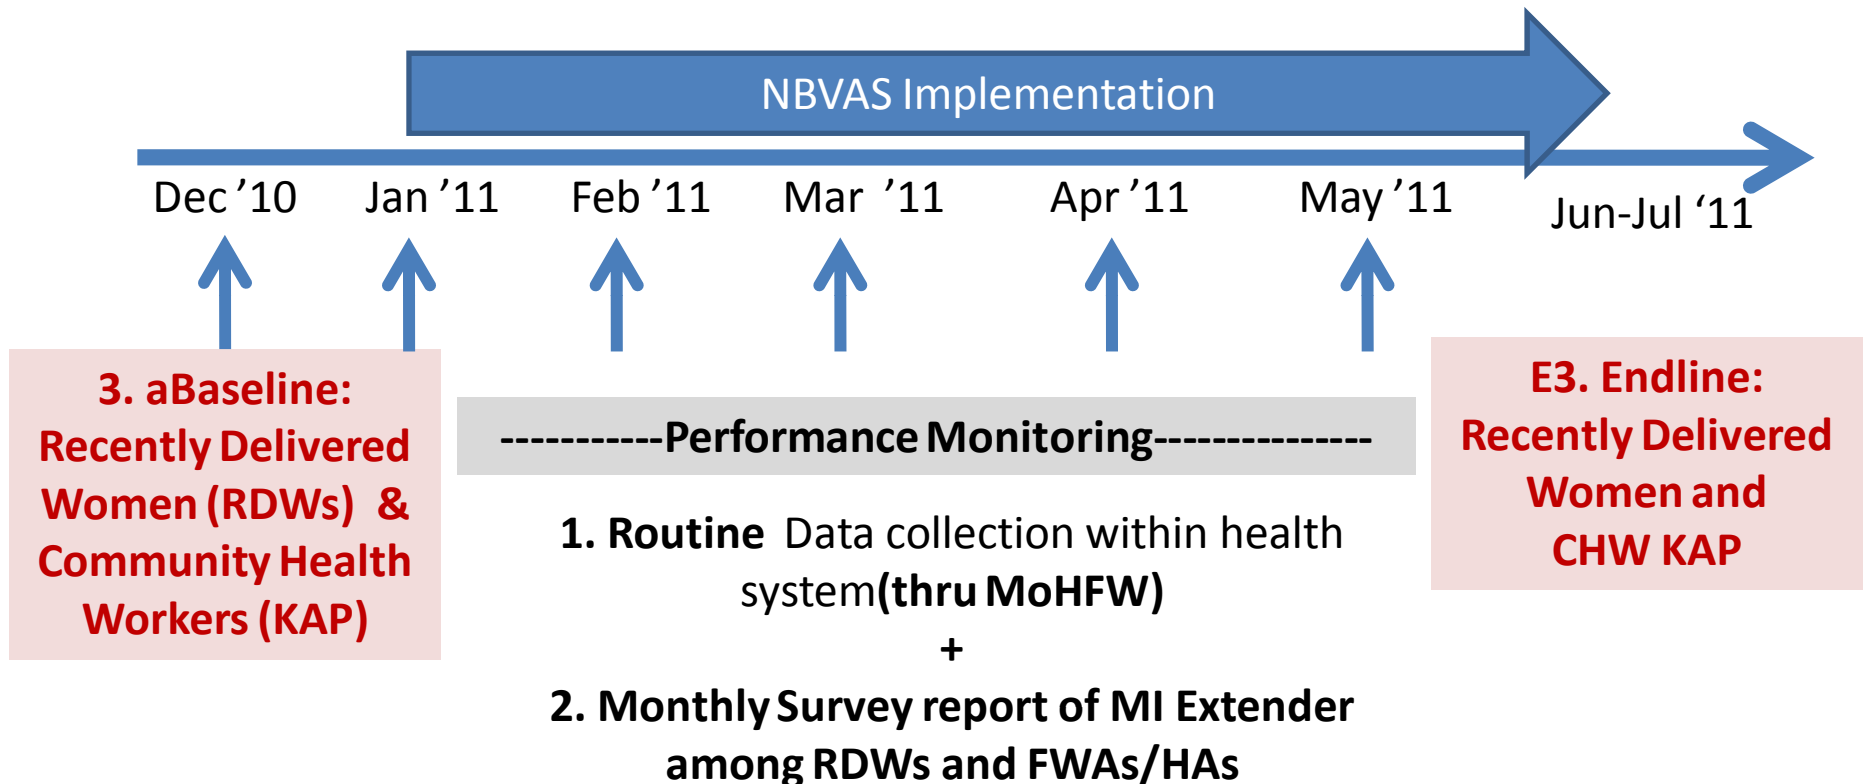 NBVAS Implementation
Dec ’10 Jan ’11 Feb ’11 Mar ’11 Apr ’11 May ’11 Jun-Jul ‘11
3. aBaseline:
Recently Delivered
Women (RDWs) &
Community Health
Workers (KAP)
-----------Performance Monitoring---------------
1. Routine Data collection within health
system(thru MoHFW)
+
2. Monthly Survey report of MI Extender
among RDWs and FWAs/HAs
E3. Endline:
Recently Delivered
Women and
CHW KAP